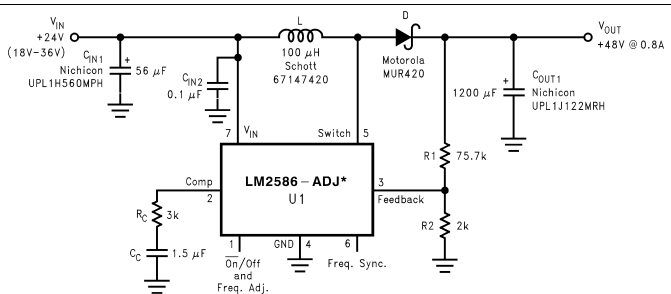 V_IN
+24V
(18V-36V)
C_IN1
Nichicon
UPL1H560MPH
+
56 μF
C_IN2
0.1 μF
L
100 μH
Schott
67147420
D
Motorola
MUR420
V_OUT
+48V @ 0.8A
1200 μF
+
C_OUT1
Nichicon
UPL1J122MRH
7
V_IN
Switch
5
LM2586-ADJ*
U1
Comp
2
3
Feedback
R1
75.7k
R2
2k
R_C
3k
C_C
1.5 μF
1
On/Off
and
Freq. Adj.
GND
4
6
Freq. Sync.